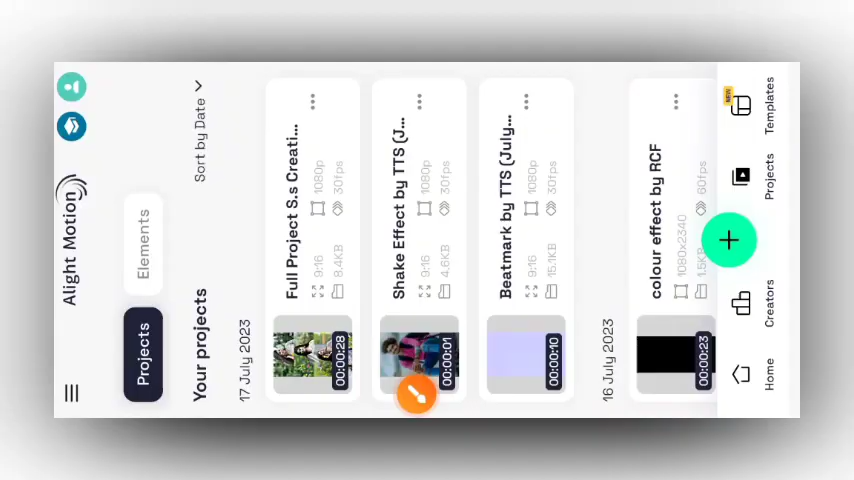 Alight Motion
Projects
Elements
Your projects
Sort by Date
17 July 2023
00:00:28
Full Project S.s Creati...
9:16
1080p
8.4KB
30fps
00:00:01
Shake Effect by TTS (J...
9:16
1080p
4.6KB
30fps
00:00:10
Beatmark by TTS (July...
9:16
1080p
15.1KB
30fps
16 July 2023
00:00:23
colour effect by RCF
1080x2340
1.5KB
60fps
Home
Creators
Projects
NEW
Templates